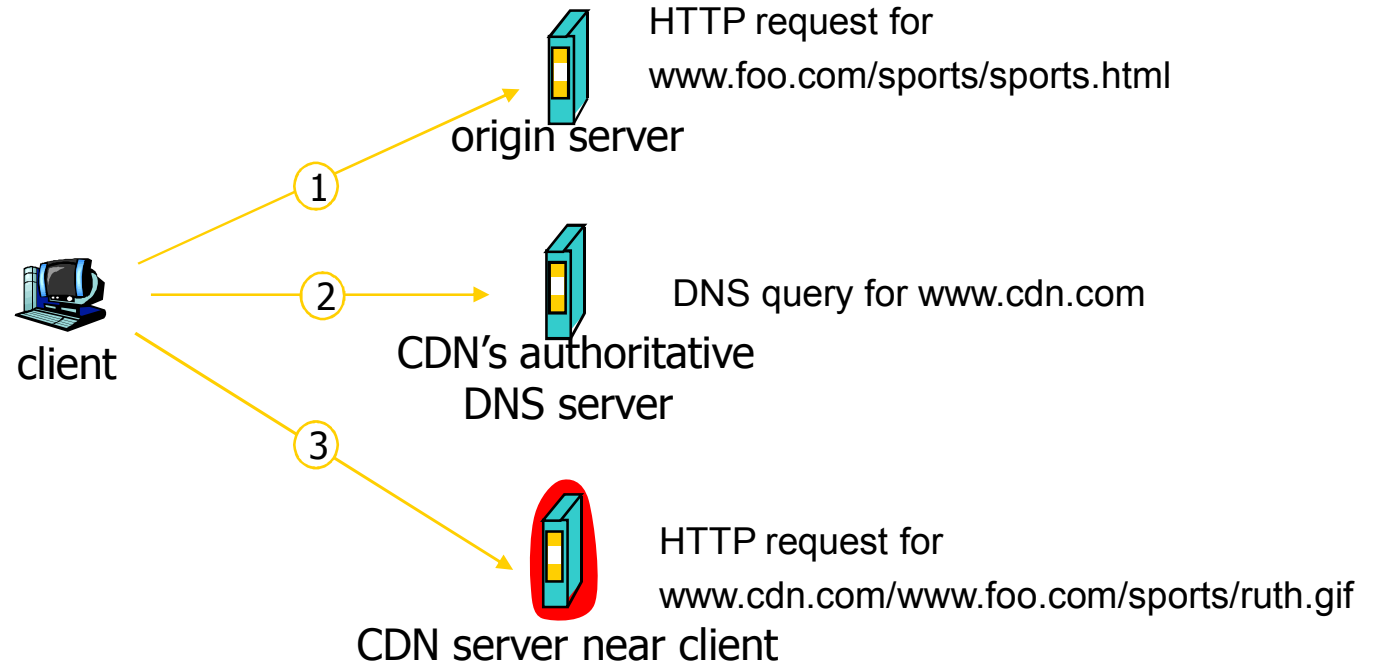 HTTP request for
www.foo.com/sports/sports.html
origin server
1
client
2
DNS query for www.cdn.com
CDN's authoritative
DNS server
3
HTTP request for
www.cdn.com/www.foo.com/sports/ruth.gif
CDN server near client